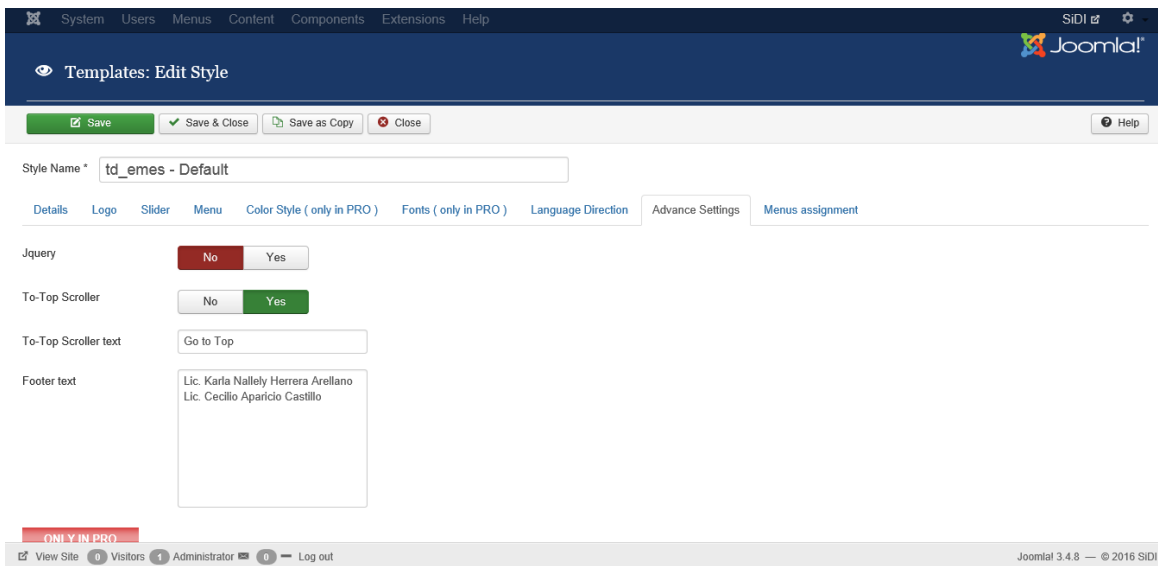 System Users Menus Content Components Extensions Help SiDI
Joomla!®
Templates: Edit Style
Save Save & Close Save as Copy Close Help
Style Name * td_emes - Default
Details Logo Slider Menu Color Style ( only in PRO ) Fonts ( only in PRO ) Language Direction Advance Settings Menus assignment
Jquery No Yes
To-Top Scroller No Yes
To-Top Scroller text Go to Top
Footer text Lic. Karla Nallely Herrera Arellano
Lic. Cecilio Aparicio Castillo
ONLY IN PRO
View Site 0 Visitors 1 Administrator 0 Log out Joomla! 3.4.8 — © 2016 SiDI